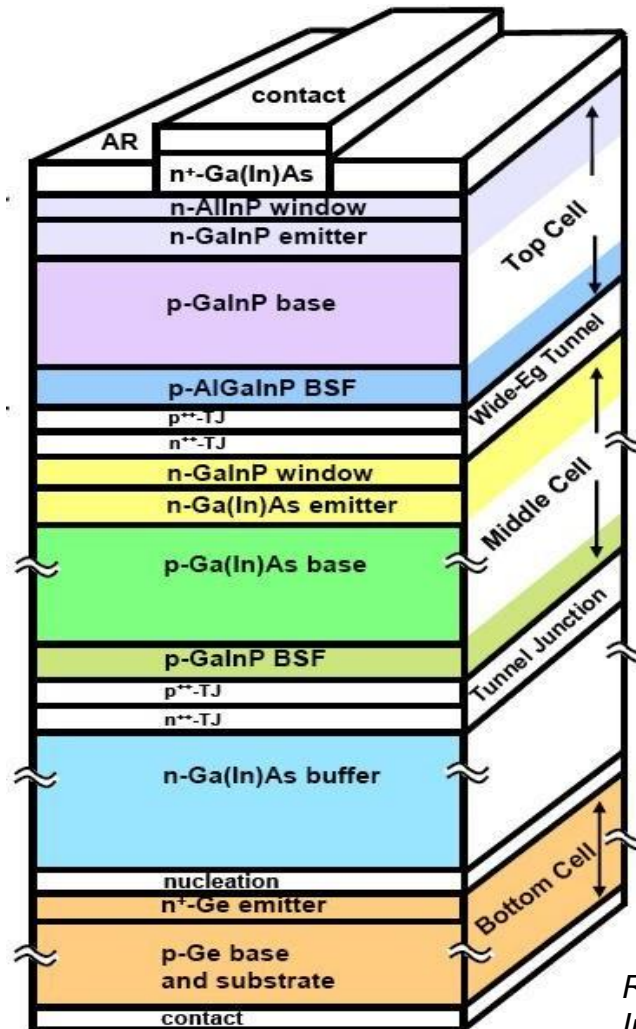 contact
AR
n⁺-Ga(In)As
n-AlInP window
n-GaInP emitter
p-GaInP base
p-AlGaInP BSF
p⁺⁺-TJ
n⁺⁺-TJ
n-GaInP window
n-Ga(In)As emitter
p-Ga(In)As base
p-GaInP BSF
p⁺⁺-TJ
n⁺⁺-TJ
n-Ga(In)As buffer
nucleation
n⁺-Ge emitter
p-Ge base
and substrate
contact
Top Cell
Wide-Eg Tunnel
Middle Cell
Tunnel Junction
Bottom Cell